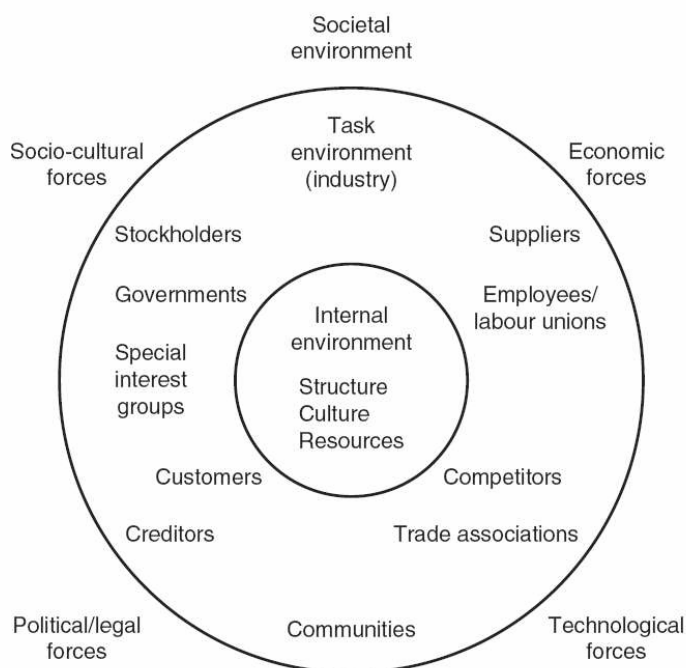 Societal
environment
Task
environment
(industry)
Socio-cultural
forces
Economic
forces
Stockholders
Suppliers
Governments
Employees/
labour unions
Internal
environment
Special
interest
groups
Structure
Culture
Resources
Customers
Competitors
Creditors
Trade associations
Political/legal
forces
Communities
Technological
forces